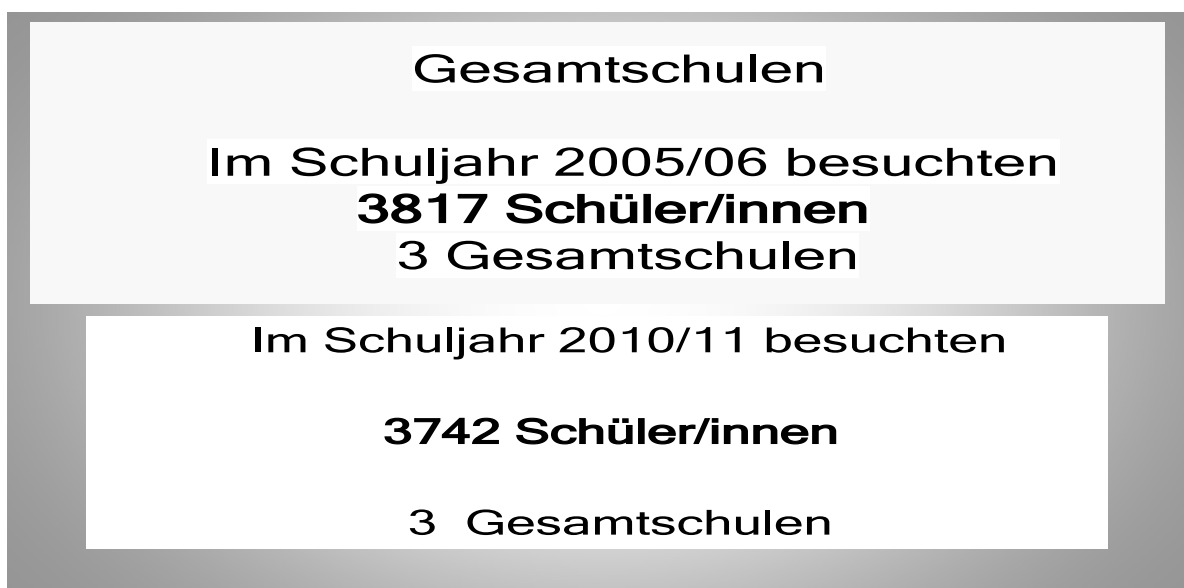 Gesamtschulen
Im Schuljahr 2005/06 besuchten
3817 Schüler/innen
3 Gesamtschulen
Im Schuljahr 2010/11 besuchten
3742 Schüler/innen
3 Gesamtschulen